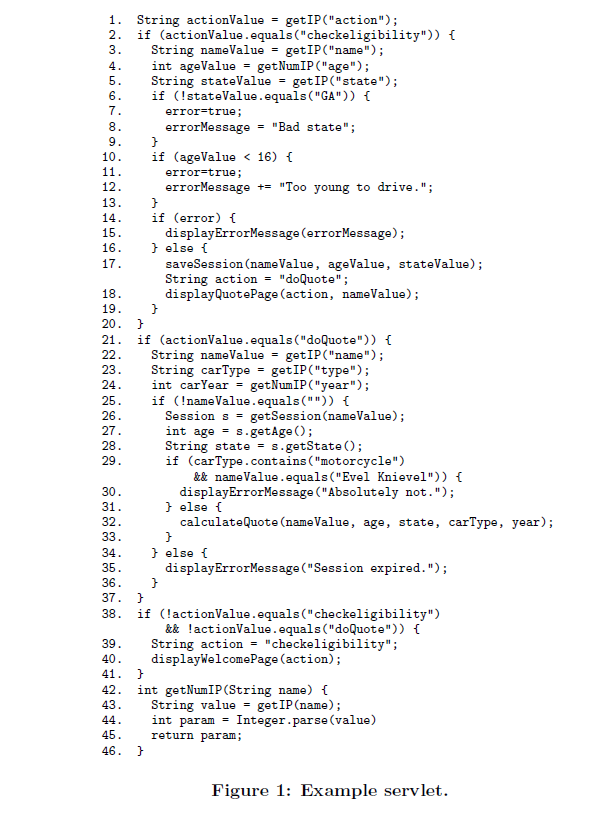 1. String actionValue = getIP("action");
2. if (actionValue.equals("checkeligibility")) {
3. String nameValue = getIP("name");
4. int ageValue = getNumIP("age");
5. String stateValue = getIP("state");
6. if (!stateValue.equals("GA")) {
7. error=true;
8. errorMessage = "Bad state";
9. }
10. if (ageValue < 16) {
11. error=true;
12. errorMessage += "Too young to drive.";
13. }
14. if (error) {
15. displayErrorMessage(errorMessage);
16. } else {
17. saveSession(nameValue, ageValue, stateValue);
String action = "doQuote";
18. displayQuotePage(action, nameValue);
19. }
20. }
21. if (actionValue.equals("doQuote")) {
22. String nameValue = getIP("name");
23. String carType = getIP("type");
24. int carYear = getNumIP("year");
25. if (!nameValue.equals("")) {
26. Session s = getSession(nameValue);
27. int age = s.getAge();
28. String state = s.getState();
29. if (carType.contains("motorcycle")
&& nameValue.equals("Evel Knievel")) {
30. displayErrorMessage("Absolutely not.");
31. } else {
32. calculateQuote(nameValue, age, state, carType, year);
33. }
34. } else {
35. displayErrorMessage("Session expired.");
36. }
37. }
38. if (!actionValue.equals("checkeligibility")
&& !actionValue.equals("doQuote")) {
39. String action = "checkeligibility";
40. displayWelcomePage(action);
41. }
42. int getNumIP(String name) {
43. String value = getIP(name);
44. int param = Integer.parse(value)
45. return param;
46. }
Figure 1: Example servlet.